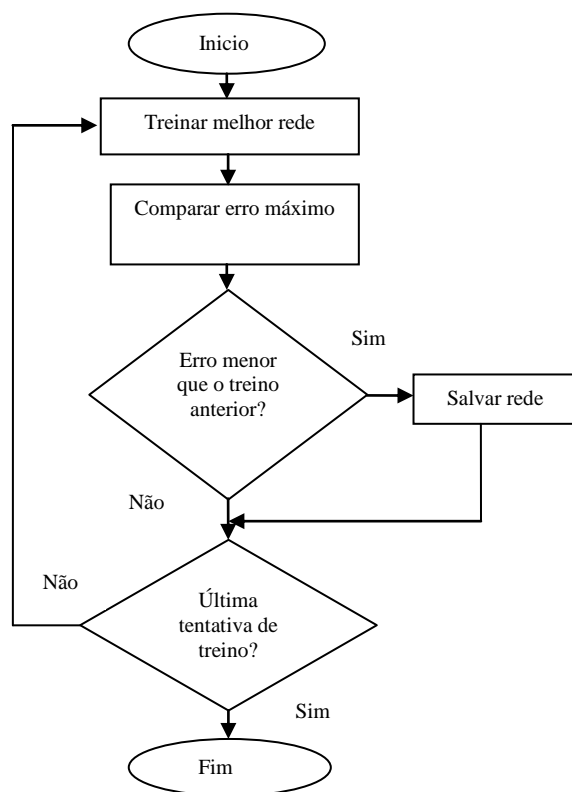 Inicio
Treinar melhor rede
Comparar erro máximo
Sim
Erro menor
que o treino
anterior?
Salvar rede
Não
Não
Última
tentativa de
treino?
Sim
Fim